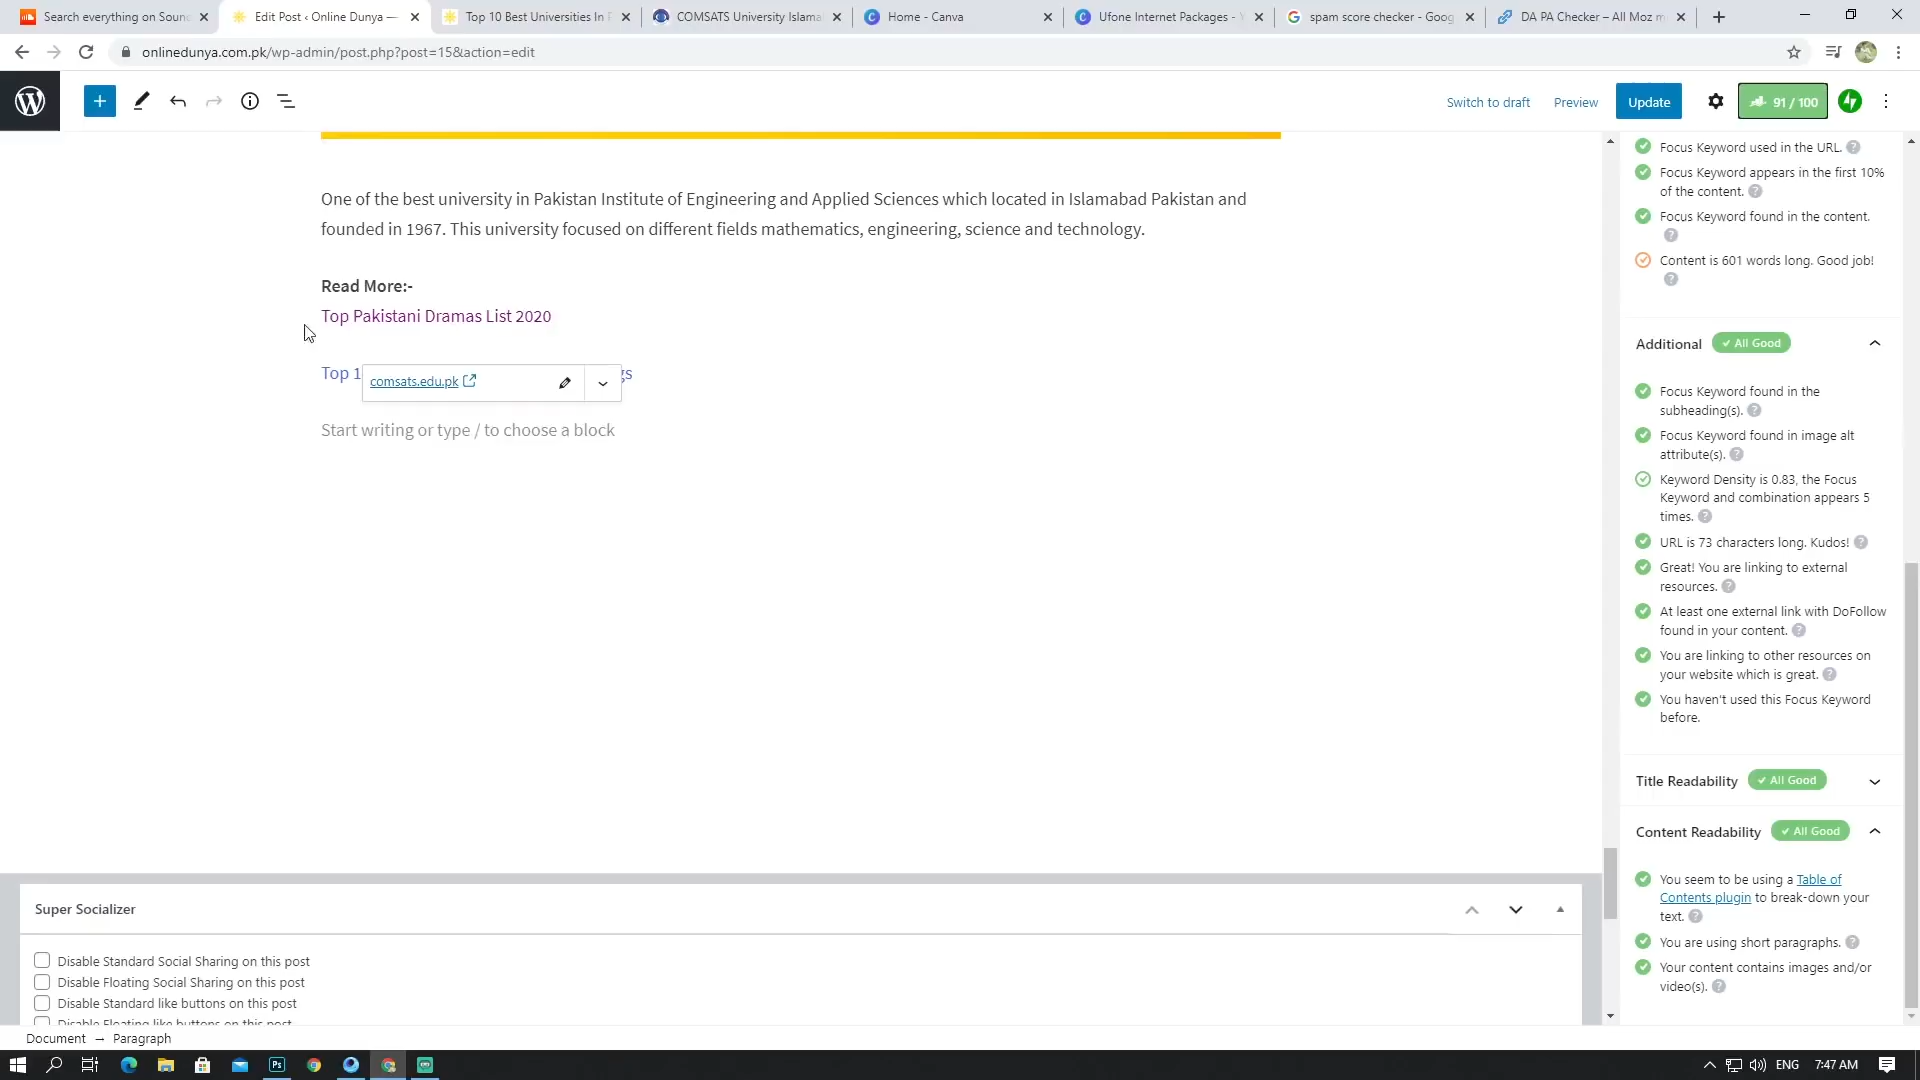 Search everything on Soun
Edit Post ‹ Online Dunya —
Top 10 Best Universities In P
COMSATS University Islama
Home - Canva
Ufone Internet Packages - Y
spam score checker - Goog
DA PA Checker – All Moz m
onlinedunya.com.pk/wp-admin/post.php?post=15&action=edit
Switch to draft
Preview
Update
91 / 100
One of the best university in Pakistan Institute of Engineering and Applied Sciences which located in Islamabad Pakistan and
founded in 1967. This university focused on different fields mathematics, engineering, science and technology.
Read More:-
Top Pakistani Dramas List 2020
Top 1
gs
comsats.edu.pk
Start writing or type / to choose a block
Focus Keyword used in the URL.
Focus Keyword appears in the first 10%
of the content.
Focus Keyword found in the content.
Content is 601 words long. Good job!
Additional
All Good
Focus Keyword found in the
subheading(s).
Focus Keyword found in image alt
attribute(s).
Keyword Density is 0.83, the Focus
Keyword and combination appears 5
times.
URL is 73 characters long. Kudos!
Great! You are linking to external
resources.
At least one external link with DoFollow
found in your content.
You are linking to other resources on
your website which is great.
You haven't used this Focus Keyword
before.
Title Readability
All Good
Content Readability
All Good
You seem to be using a Table of
Contents plugin to break-down your
text.
You are using short paragraphs.
Your content contains images and/or
video(s).
Super Socializer
Disable Standard Social Sharing on this post
Disable Floating Social Sharing on this post
Disable Standard like buttons on this post
Disable Floating like buttons on this post
Document → Paragraph
Ps
ENG
7:47 AM